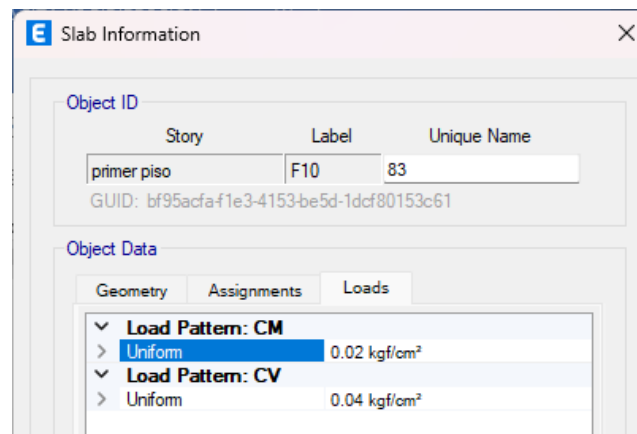 E Slab Information
Object ID
Story Label Unique Name
primer piso F10 83
GUID: bf95acfa-f1e3-4153-be5d-1dcf80153c61
Object Data
Geometry Assignments Loads
Load Pattern: CM
Uniform 0.02 kgf/cm²
Load Pattern: CV
Uniform 0.04 kgf/cm²